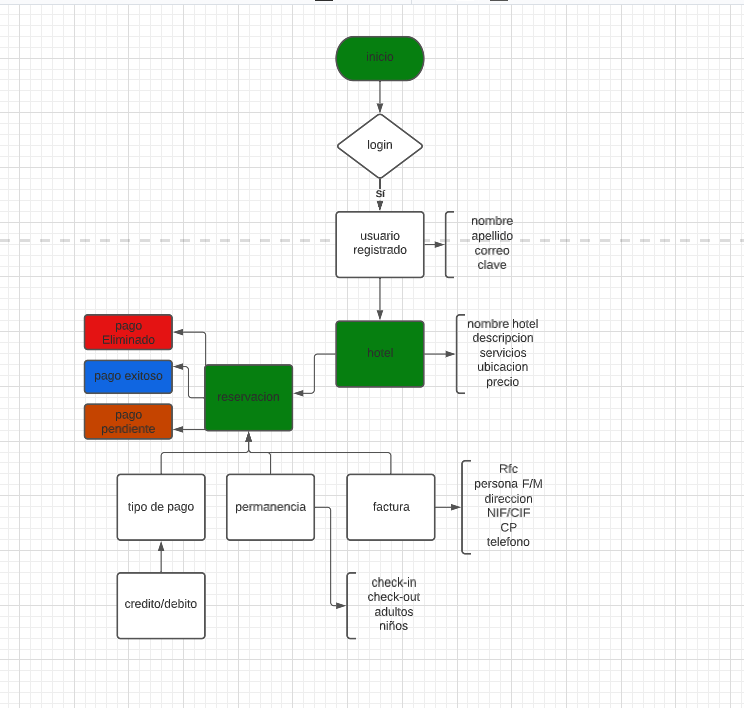 inicio
login
sí
usuario
registrado
nombre
apellido
correo
clave
hotel
nombre hotel
descripcion
servicios
ubicacion
precio
pago
Eliminado
pago exitoso
pago
pendiente
reservacion
tipo de pago
permanencia
factura
Rfc
persona F/M
direccion
NIF/CIF
CP
telefono
credito/debito
check-in
check-out
adultos
niños